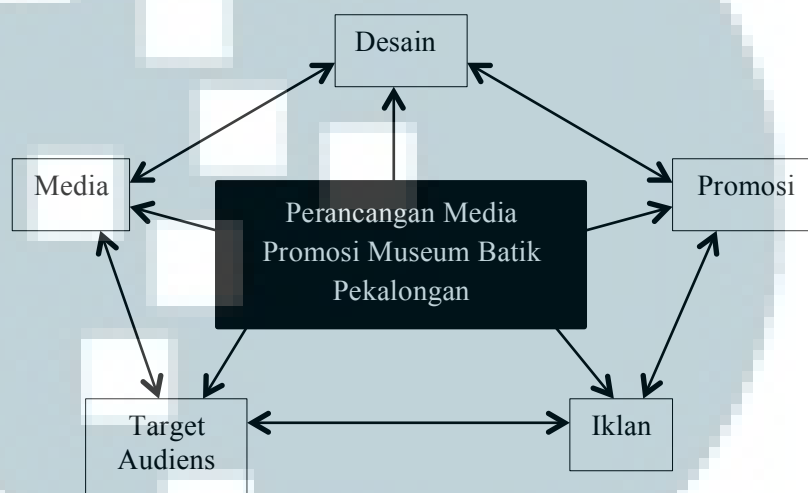 Desain
Media
Promosi
Perancangan Media
Promosi Museum Batik
Pekalongan
Target
Audiens
Iklan